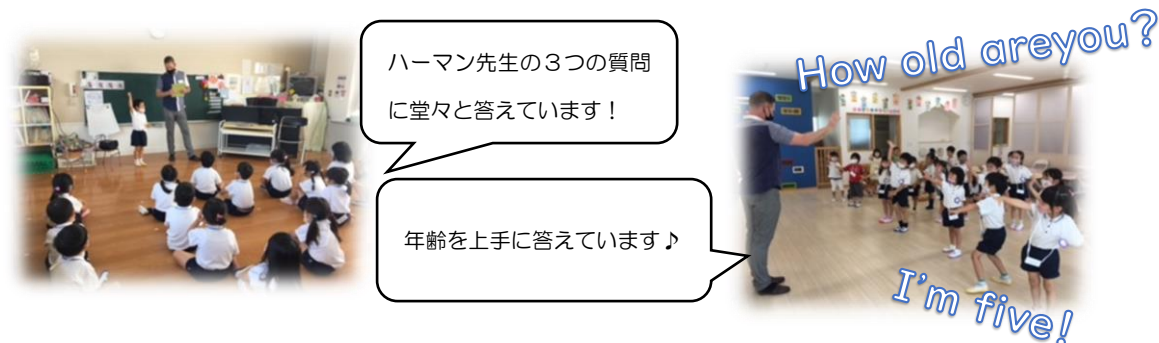 ハーマン先生の３つの質問
に堂々と答えています！
年齢を上手に答えています♪
How old areyou?
I'm five!